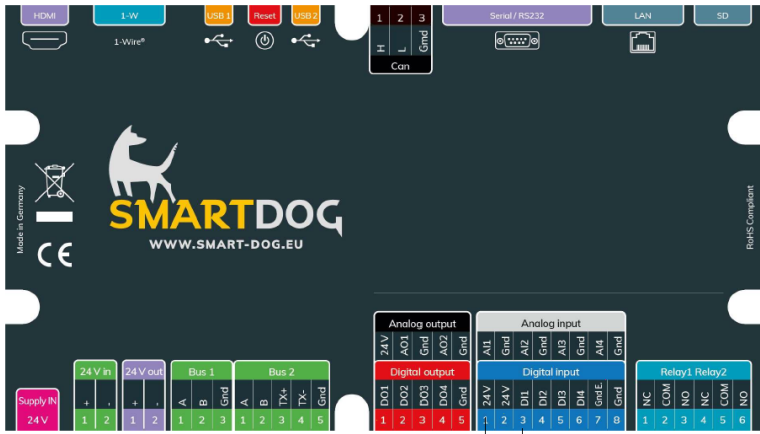 HDMI 1-W USB 1 Reset USB 2 1 2 3 Serial / RS232 LAN SD
1-Wire®
H L Gmd
Can
Made in Germany
CE
SMARTDOG
WWW.SMART-DOG.EU
RoHS Compliant
Analog output Analog input
24V AO1 Gnd AO2 Gnd AI1 Gnd AI2 Gnd AI3 Gnd AI4 Gnd
24 V in 24 V out Bus 1 Bus 2 Digital output Digital input Relay1 Relay2
Supply IN + - + - A B Gnd A B TX+ TX- Gnd DO1 DO2 DO3 DO4 Gnd 24V 24V DI1 DI2 DI3 DI4 Gnd E. Gnd NC COM NO NC COM NO
24 V 1 2 1 2 1 2 3 1 2 3 4 5 1 2 3 4 5 1 2 3 4 5 6 7 8 1 2 3 4 5 6